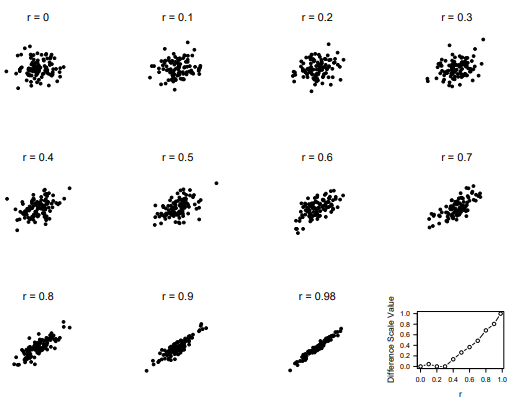 r = 0
r = 0.1
r = 0.2
r = 0.3
r = 0.4
r = 0.5
r = 0.6
r = 0.7
r = 0.8
r = 0.9
r = 0.98
Difference Scale Value
1.0
0.8
0.6
0.4
0.2
0.0
0.0 0.2 0.4 0.6 0.8 1.0
r